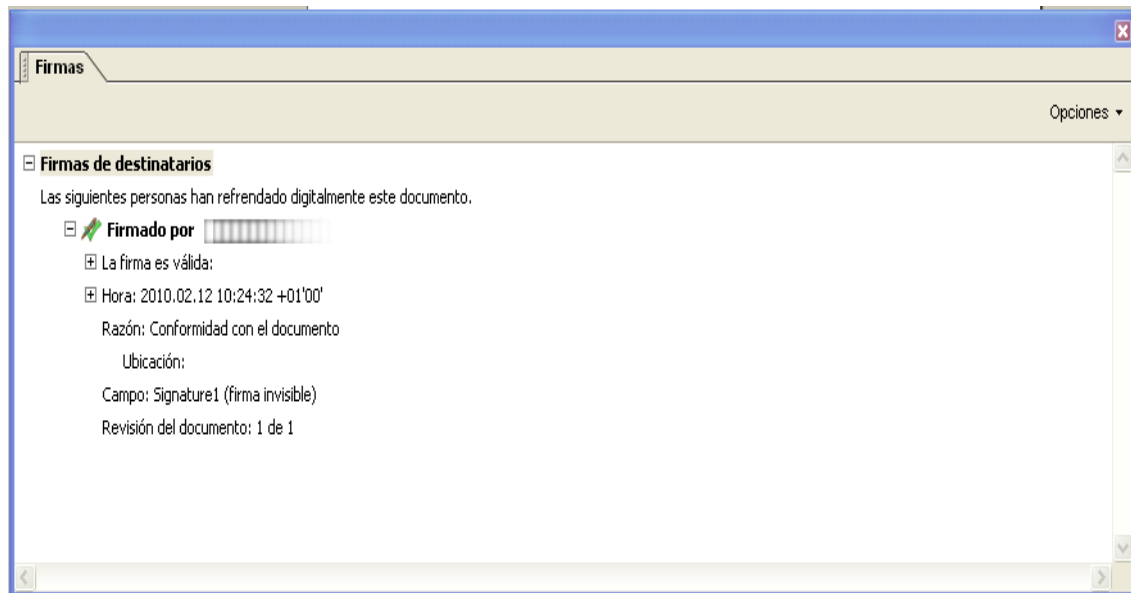 Firmas
Opciones
Firmas de destinatarios
Las siguientes personas han refrendado digitalmente este documento.
Firmado por
La firma es válida:
Hora: 2010.02.12 10:24:32 +01'00'
Razón: Conformidad con el documento
Ubicación:
Campo: Signature1 (firma invisible)
Revisión del documento: 1 de 1